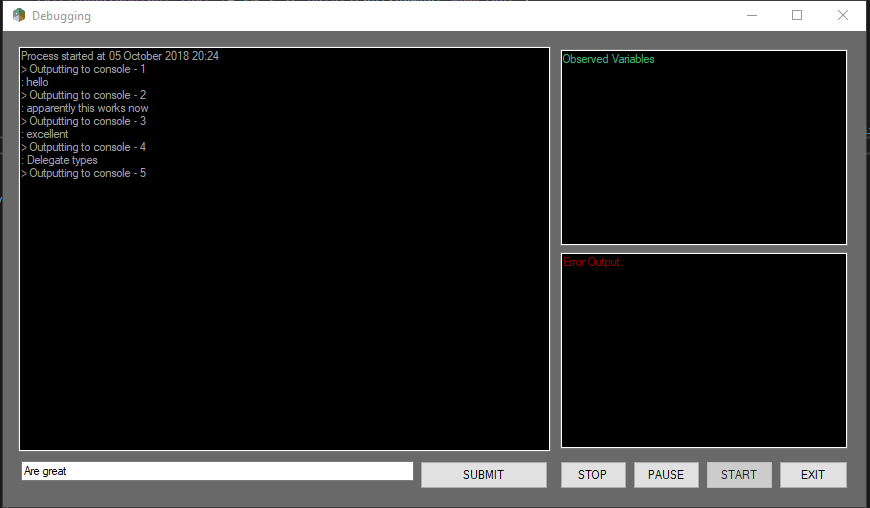 Debugging
Process started at 05 October 2018 20:24
> Outputting to console - 1
: hello
> Outputting to console - 2
: apparently this works now
> Outputting to console - 3
: excellent
> Outputting to console - 4
: Delegate types
> Outputting to console - 5
Observed Variables
Error Output
Are great
SUBMIT
STOP
PAUSE
START
EXIT